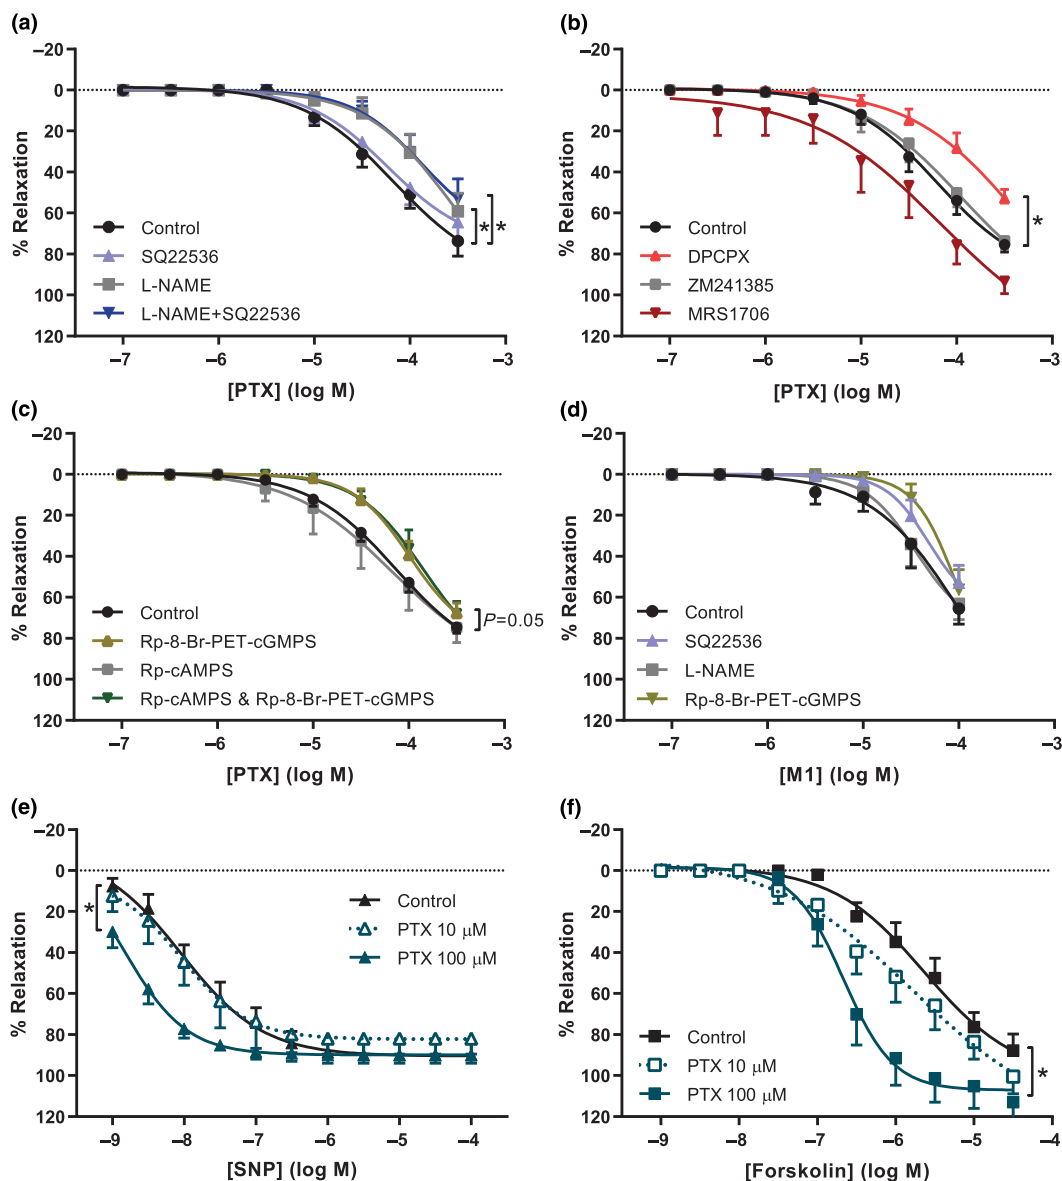 (a)
–20
0
20
40
60
80
100
120
% Relaxation
Control
SQ22536
L-NAME
L-NAME+SQ22536
* *
–7 –6 –5 –4 –3
[PTX] (log M)
(b)
–20
0
20
40
60
80
100
120
% Relaxation
Control
DPCPX
ZM241385
MRS1706
*
–7 –6 –5 –4 –3
[PTX] (log M)
(c)
–20
0
20
40
60
80
100
120
% Relaxation
Control
Rp-8-Br-PET-cGMPS
Rp-cAMPS
Rp-cAMPS & Rp-8-Br-PET-cGMPS
P=0.05
–7 –6 –5 –4 –3
[PTX] (log M)
(d)
–20
0
20
40
60
80
100
120
% Relaxation
Control
SQ22536
L-NAME
Rp-8-Br-PET-cGMPS
–7 –6 –5 –4 –3
[M1] (log M)
(e)
–20
0
20
40
60
80
100
120
% Relaxation
*
Control
PTX 10 µM
PTX 100 µM
–9 –8 –7 –6 –5 –4
[SNP] (log M)
(f)
–20
0
20
40
60
80
100
120
% Relaxation
Control
PTX 10 µM
PTX 100 µM
*
–9 –8 –7 –6 –5 –4
[Forskolin] (log M)